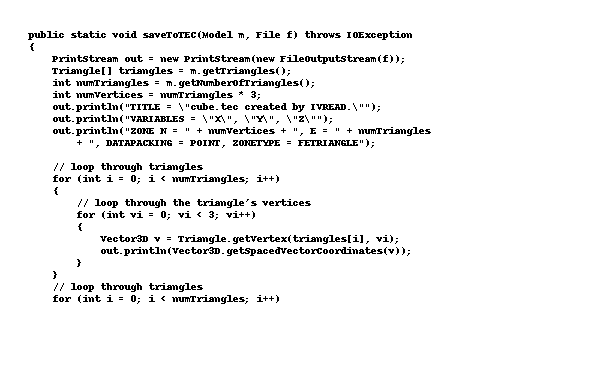 public static void saveToTEC(Model m, File f) throws IOException
{
PrintStream out = new PrintStream(new FileOutputStream(f));
Triangle[] triangles = m.getTriangles();
int numTriangles = m.getNumberOfTriangles();
int numVertices = numTriangles * 3;
out.println("TITLE = \"cube.tec created by IVREAD.\"");
out.println("VARIABLES = \"X\", \"Y\", \"Z\"");
out.println("ZONE N = " + numVertices + ", E = " + numTriangles
+ ", DATAPACKING = POINT, ZONETYPE = FETRIANGLE");
// loop through triangles
for (int i = 0; i < numTriangles; i++)
{
// loop through the triangle's vertices
for (int vi = 0; vi < 3; vi++)
{
Vector3D v = Triangle.getVertex(triangles[i], vi);
out.println(Vector3D.getSpacedVectorCoordinates(v));
}
}
// loop through triangles
for (int i = 0; i < numTriangles; i++)